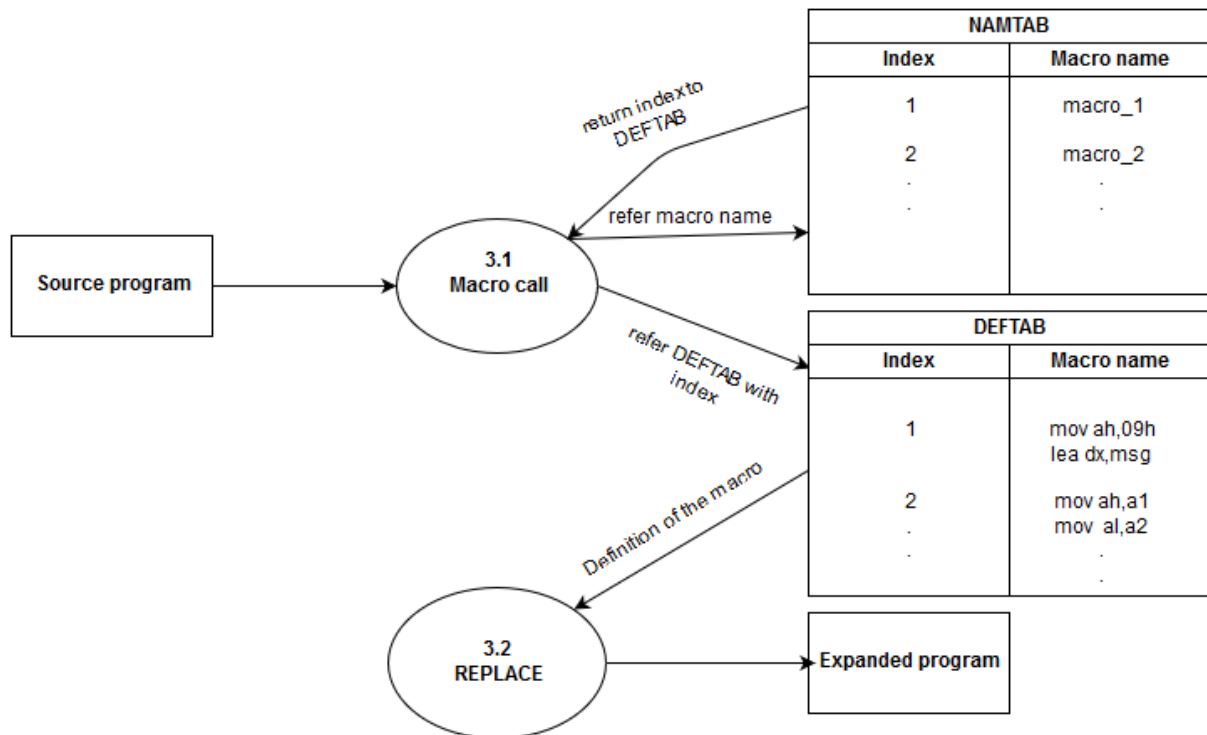 NAMTAB
Index Macro name
1 macro_1
2 macro_2
. .
. .
return index to
DEFTAB
refer macro name
Source program
3.1
Macro call
refer DEFTAB with
index
DEFTAB
Index Macro name
1 mov ah,09h
lea dx,msg
2 mov ah,a1
. mov al,a2
. .
.
Definition of the macro
3.2
REPLACE
Expanded program